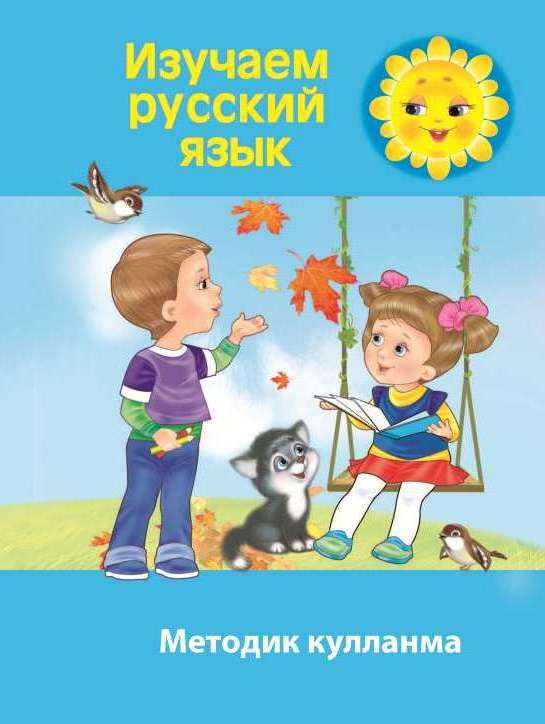 Изучаем
русский
язык
Методик кулланма